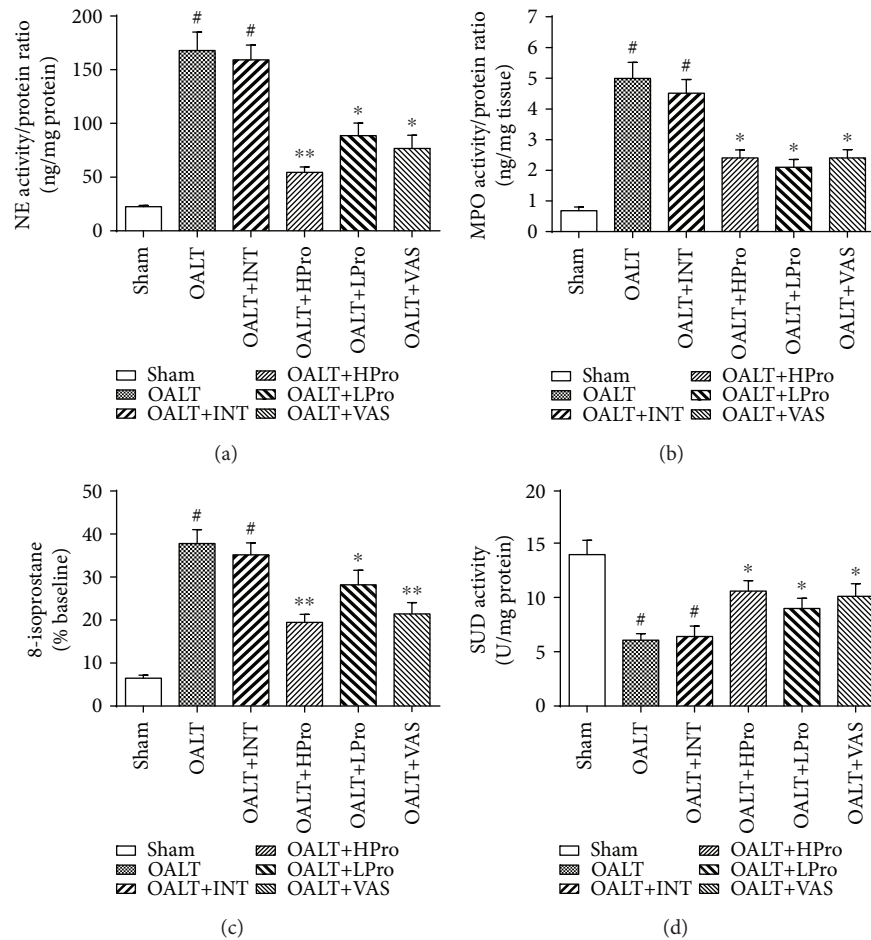 NE activity/protein ratio
(ng/mg protein)
200
150
100
50
0
#
#
**
*
*
Sham
OALT
OALT+INT
OALT+HPro
OALT+LPro
OALT+VAS
Sham
OALT
OALT+INT
OALT+HPro
OALT+LPro
OALT+VAS
(a)
MPO activity/protein ratio
(ng/mg tissue)
7
6
5
4
3
2
1
0
#
#
*
*
*
Sham
OALT
OALT+INT
OALT+HPro
OALT+LPro
OALT+VAS
Sham
OALT
OALT+INT
OALT+HPro
OALT+LPro
OALT+VAS
(b)
8-isoprostane
(% baseline)
50
40
30
20
10
0
#
#
**
*
**
Sham
OALT
OALT+INT
OALT+HPro
OALT+LPro
OALT+VAS
Sham
OALT
OALT+INT
OALT+HPro
OALT+LPro
OALT+VAS
(c)
SUD activity
(U/mg protein)
20
15
10
5
0
#
#
*
*
*
Sham
OALT
OALT+INT
OALT+HPro
OALT+LPro
OALT+VAS
Sham
OALT
OALT+INT
OALT+HPro
OALT+LPro
OALT+VAS
(d)